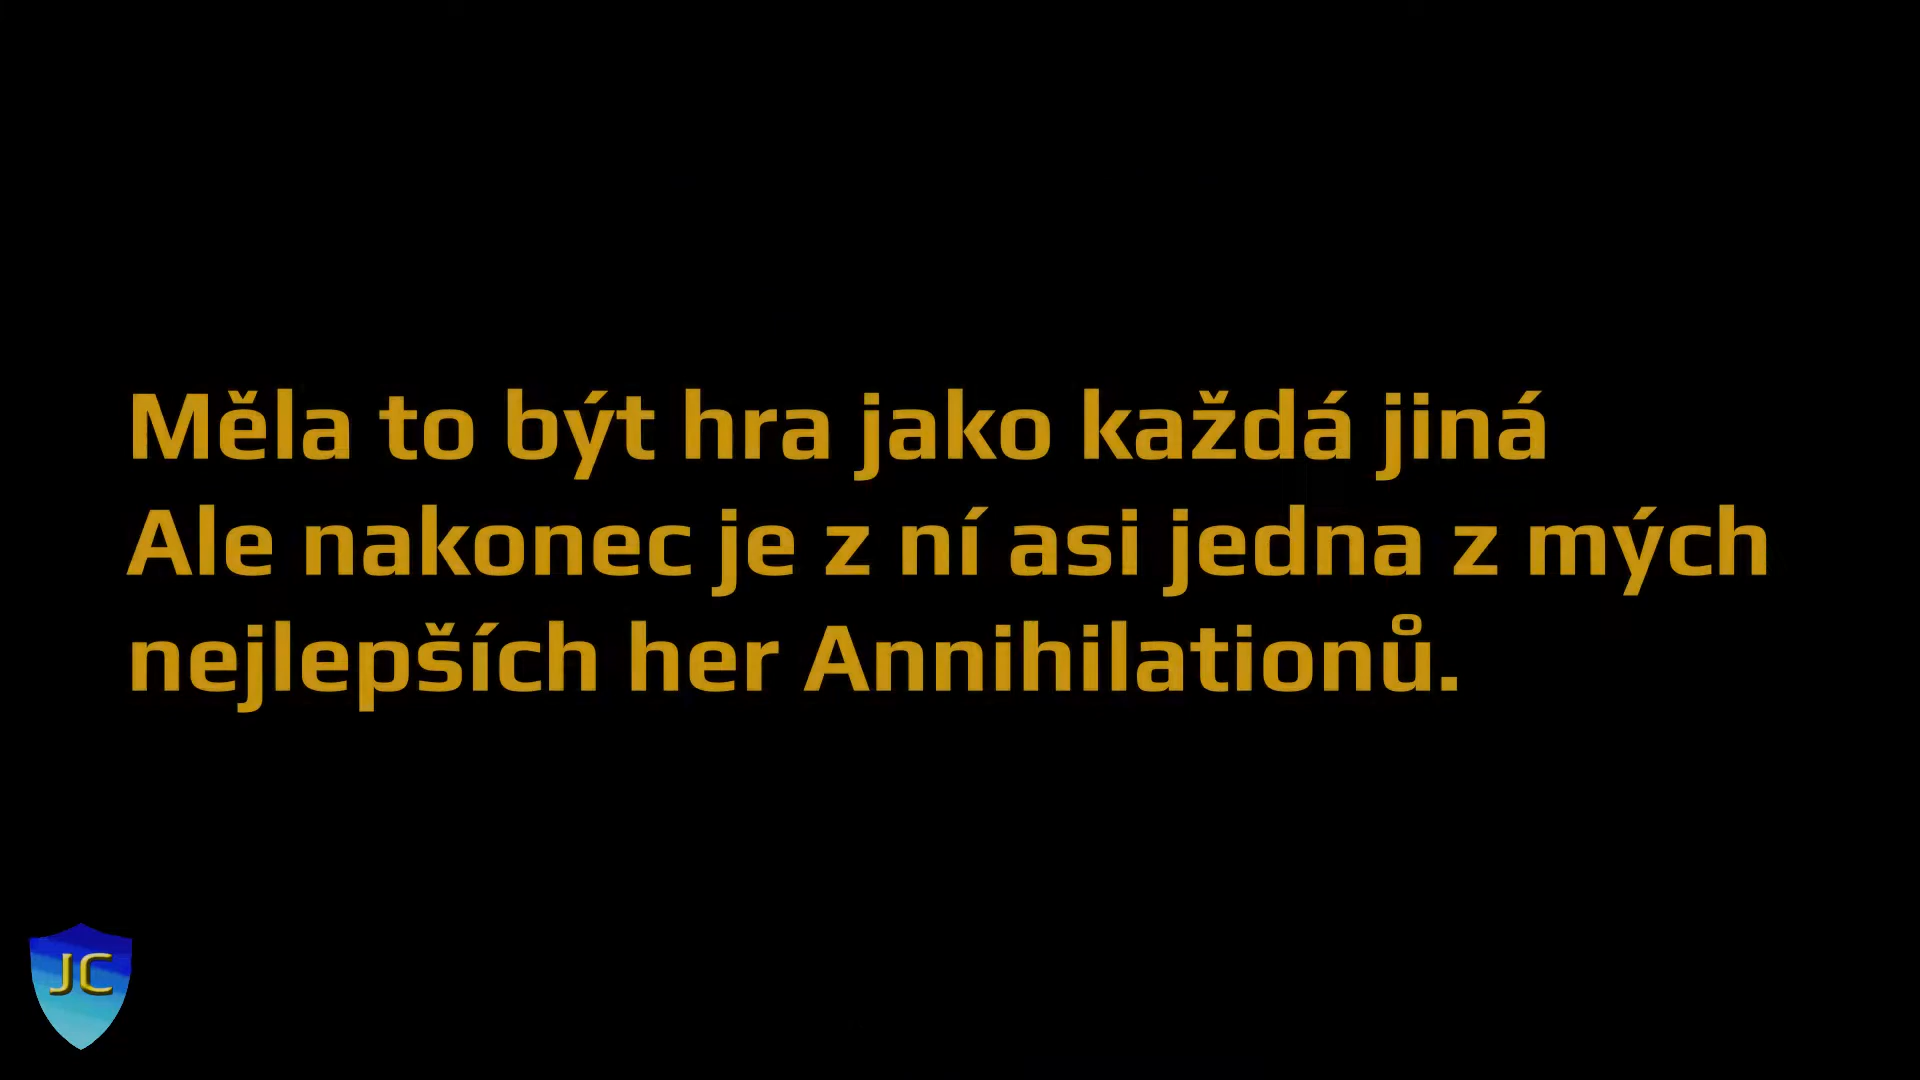 Měla to být hra jako každá jiná
Ale nakonec je z ní asi jedna z mých
nejlepších her Annihilationů.
JC